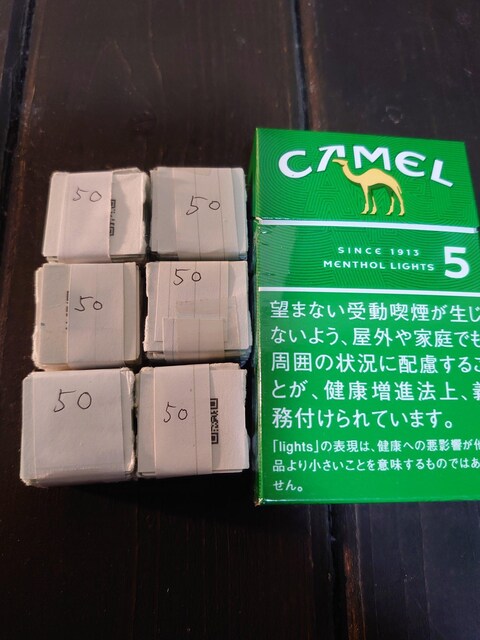 50
50
50
50
50
50
CAMEL
SINCE 1913
MENTHOL LIGHTS 5
望まない受動喫煙が生じ
ないよう、屋外や家庭でも
周囲の状況に配慮するこ
とが、健康増進法上、義
務付けられています。
「lights」の表現は、健康への悪影響が他
品より小さいことを意味するものではあ
せん。